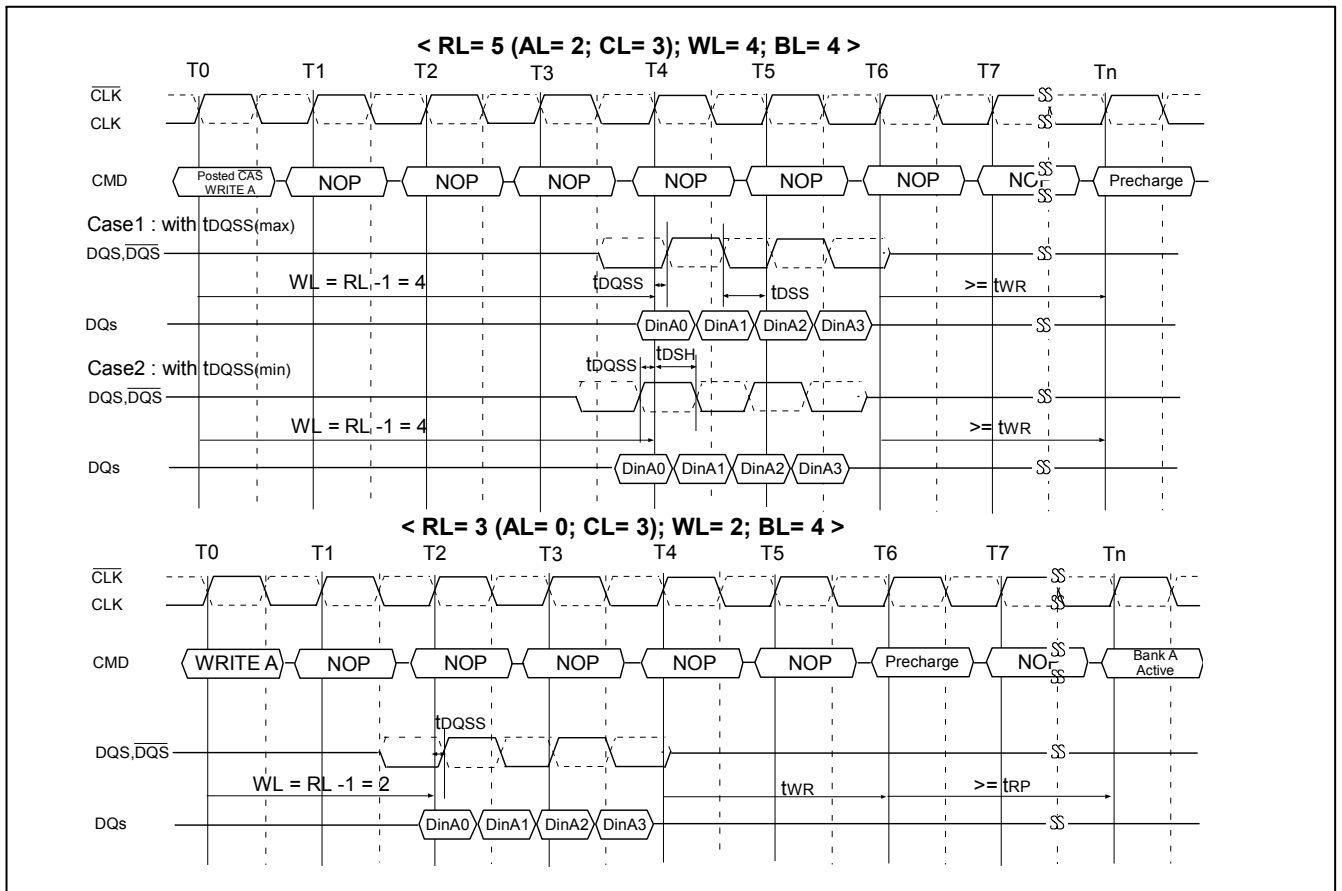 < RL= 5 (AL= 2; CL= 3); WL= 4; BL= 4 >
T0 T1 T2 T3 T4 T5 T6 T7 Tn
CLK
CLK
CMD Posted CAS WRITE A NOP NOP NOP NOP NOP NOP NOP Precharge
Case1 : with tDQSS(max)
DQS,DQS
WL = RL -1 = 4 tDQSS tDSS >= tWR
DQs DinA0 DinA1 DinA2 DinA3
Case2 : with tDQSS(min) tDQSS tDSH
DQS,DQS
WL = RL -1 = 4 >= tWR
DQs DinA0 DinA1 DinA2 DinA3
< RL= 3 (AL= 0; CL= 3); WL= 2; BL= 4 >
T0 T1 T2 T3 T4 T5 T6 T7 Tn
CLK
CLK
CMD WRITE A NOP NOP NOP NOP NOP Precharge NOP Bank A Active
tDQSS
DQS,DQS
WL = RL -1 = 2 tWR >= tRP
DQs DinA0 DinA1 DinA2 DinA3